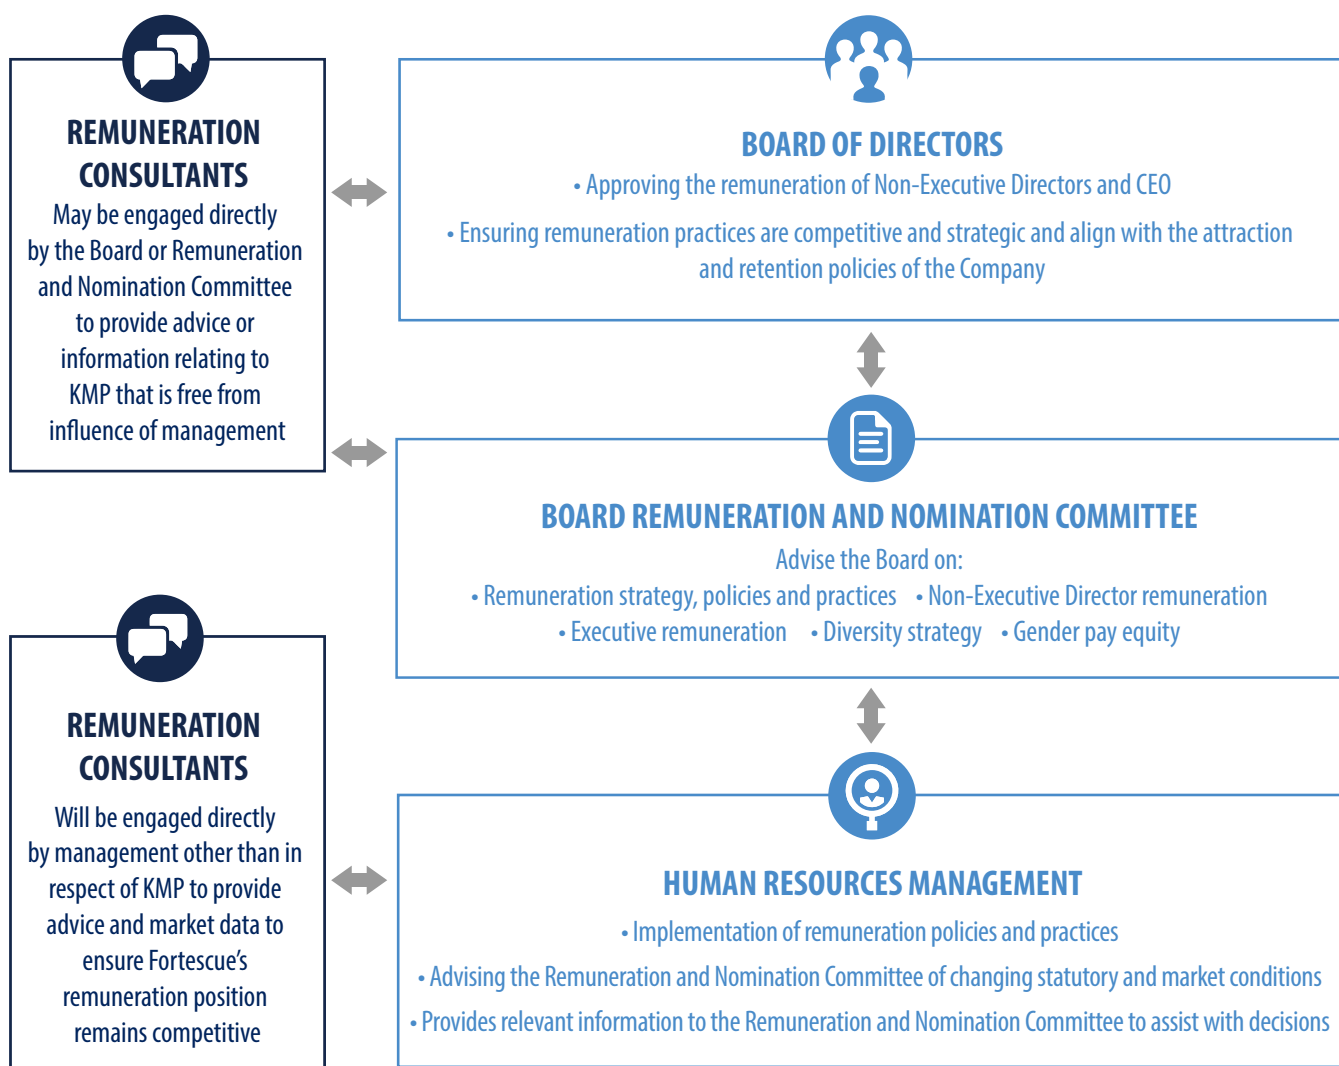 REMUNERATION
CONSULTANTS
May be engaged directly
by the Board or Remuneration
and Nomination Committee
to provide advice or
information relating to
KMP that is free from
influence of management
BOARD OF DIRECTORS
• Approving the remuneration of Non-Executive Directors and CEO
• Ensuring remuneration practices are competitive and strategic and align with the attraction
and retention policies of the Company
BOARD REMUNERATION AND NOMINATION COMMITTEE
Advise the Board on:
• Remuneration strategy, policies and practices • Non-Executive Director remuneration
• Executive remuneration • Diversity strategy • Gender pay equity
REMUNERATION
CONSULTANTS
Will be engaged directly
by management other than in
respect of KMP to provide
advice and market data to
ensure Fortescue’s
remuneration position
remains competitive
HUMAN RESOURCES MANAGEMENT
• Implementation of remuneration policies and practices
• Advising the Remuneration and Nomination Committee of changing statutory and market conditions
• Provides relevant information to the Remuneration and Nomination Committee to assist with decisions